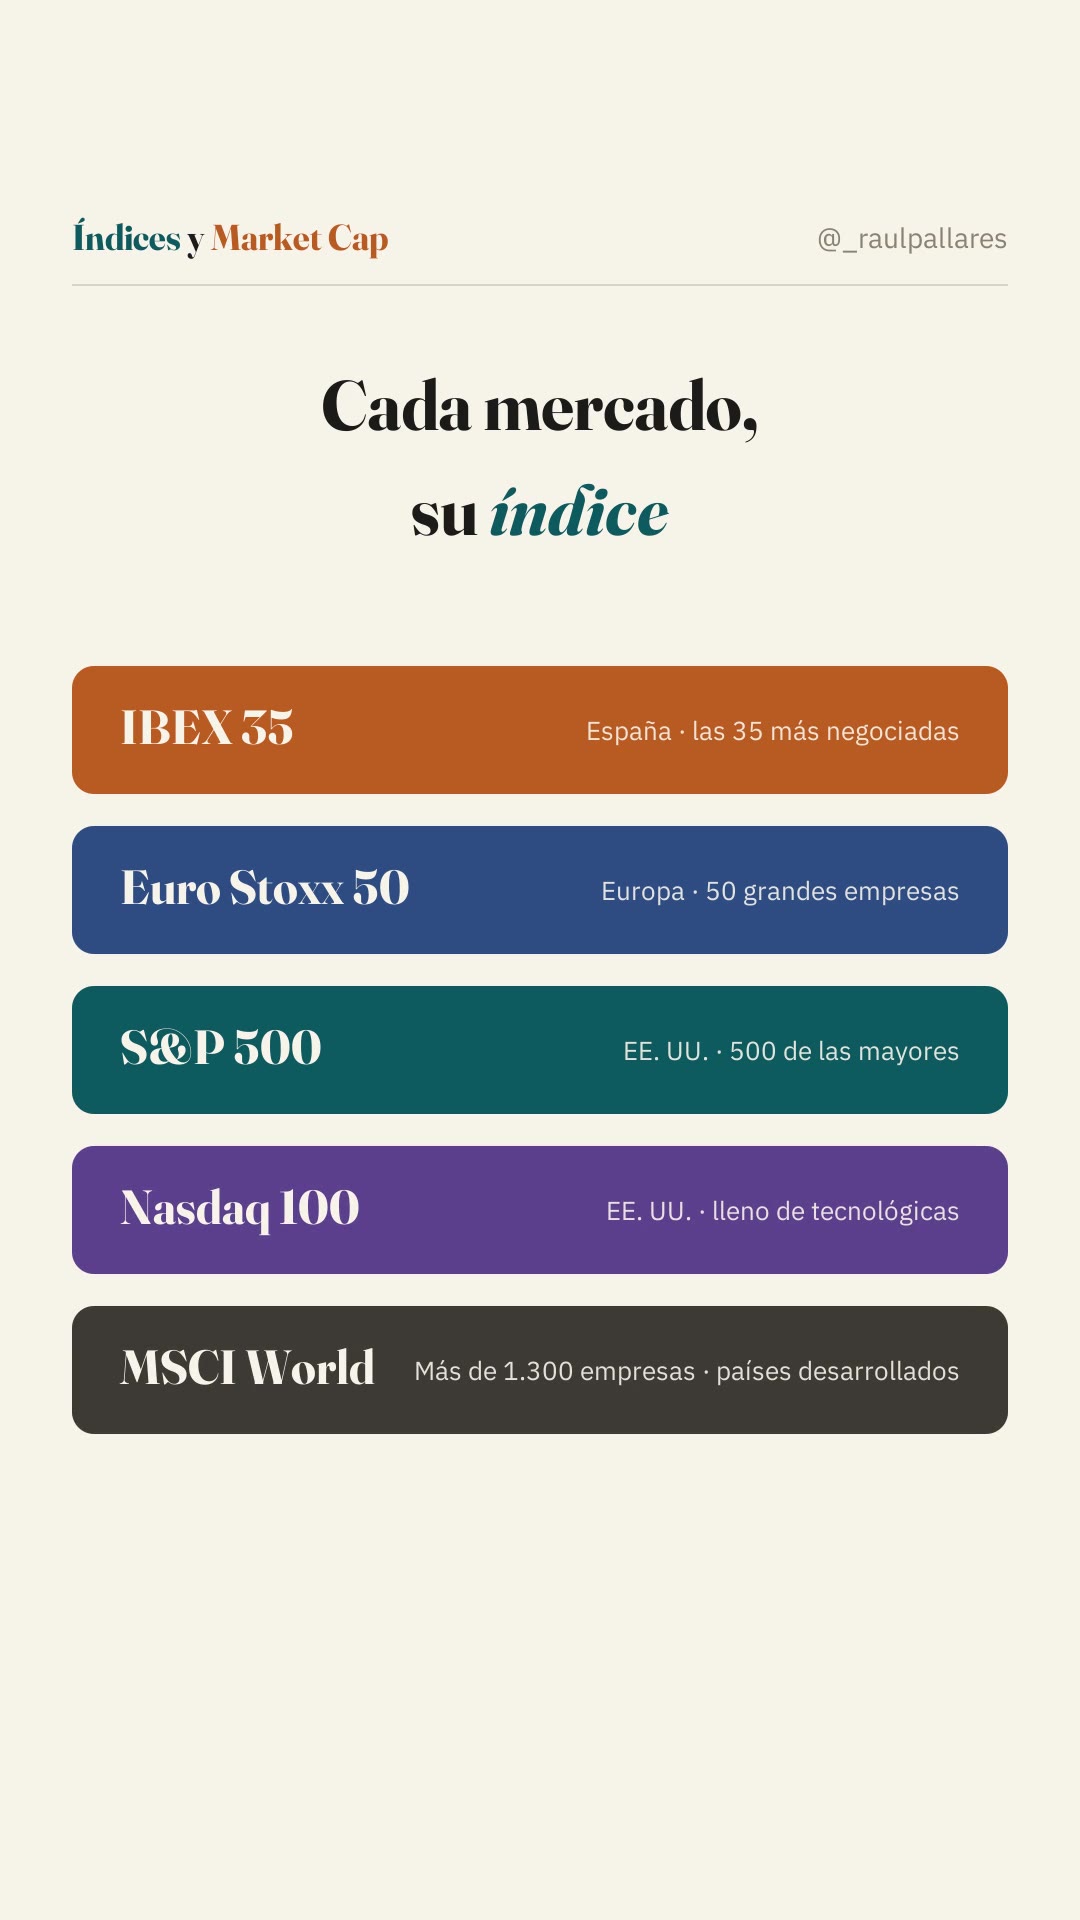 Índices y Market Cap
@_raulpallares
Cada mercado,
su índice
IBEX 35
España · las 35 más negociadas
Euro Stoxx 50
Europa · 50 grandes empresas
S&P 500
EE. UU. · 500 de las mayores
Nasdaq 100
EE. UU. · lleno de tecnológicas
MSCI World
Más de 1.300 empresas · países desarrollados